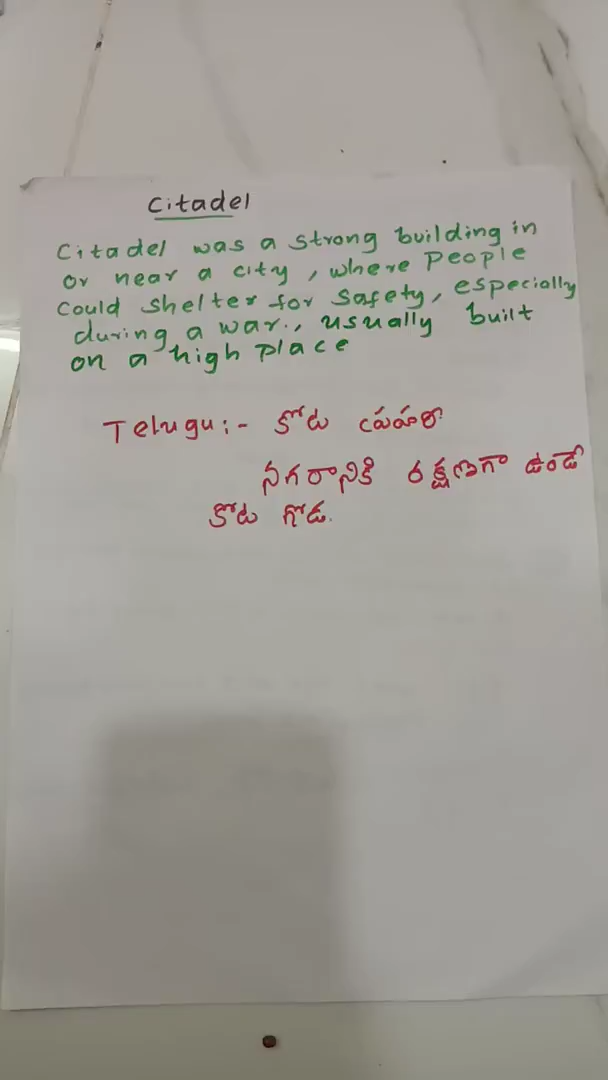 Citadel
Citadel was a strong building in
or near a city, where people
could shelter for safety, especially
during a war., usually built
on a high place
Telugu:- కోట ప్రహరీ
నగరానికి రక్షణగా ఉండే
కోట గోడ.